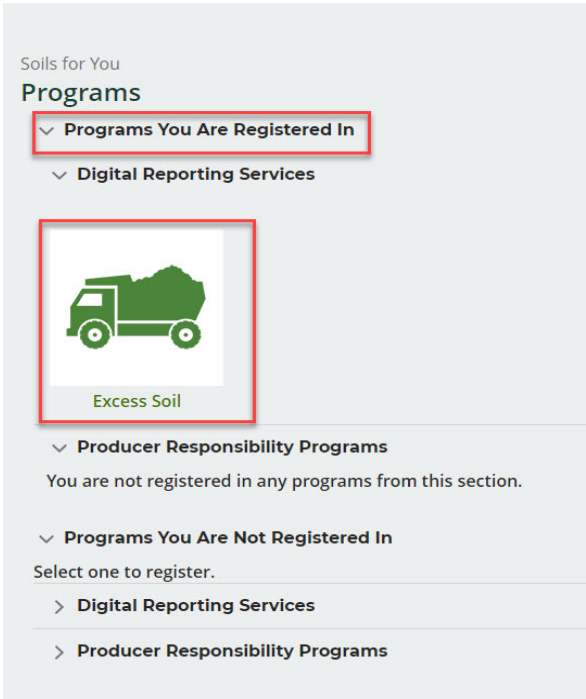 Soils for You
Programs
Programs You Are Registered In
Digital Reporting Services
Excess Soil
Producer Responsibility Programs
You are not registered in any programs from this section.
Programs You Are Not Registered In
Select one to register.
Digital Reporting Services
Producer Responsibility Programs